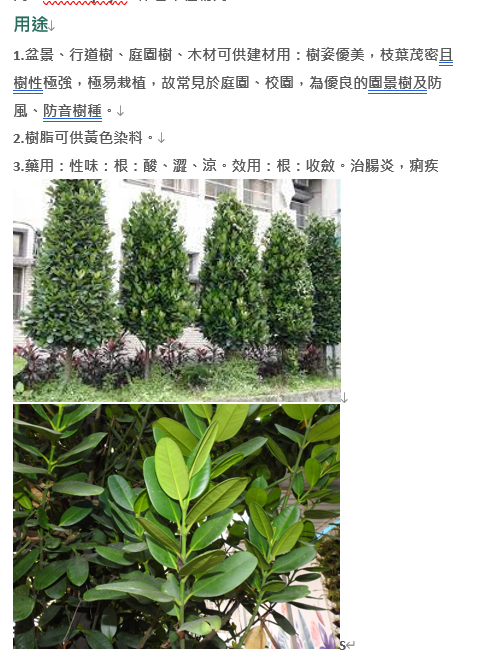 用途
1.盆景、行道樹、庭園樹、木材可供建材用：樹姿優美，枝葉茂密且
樹性極強，極易栽植，故常見於庭園、校園，為優良的園景樹及防
風、防音樹種。
2.樹脂可供黃色染料。
3.藥用：性味：根：酸、澀、涼。效用：根：收斂。治腸炎，痢疾
s